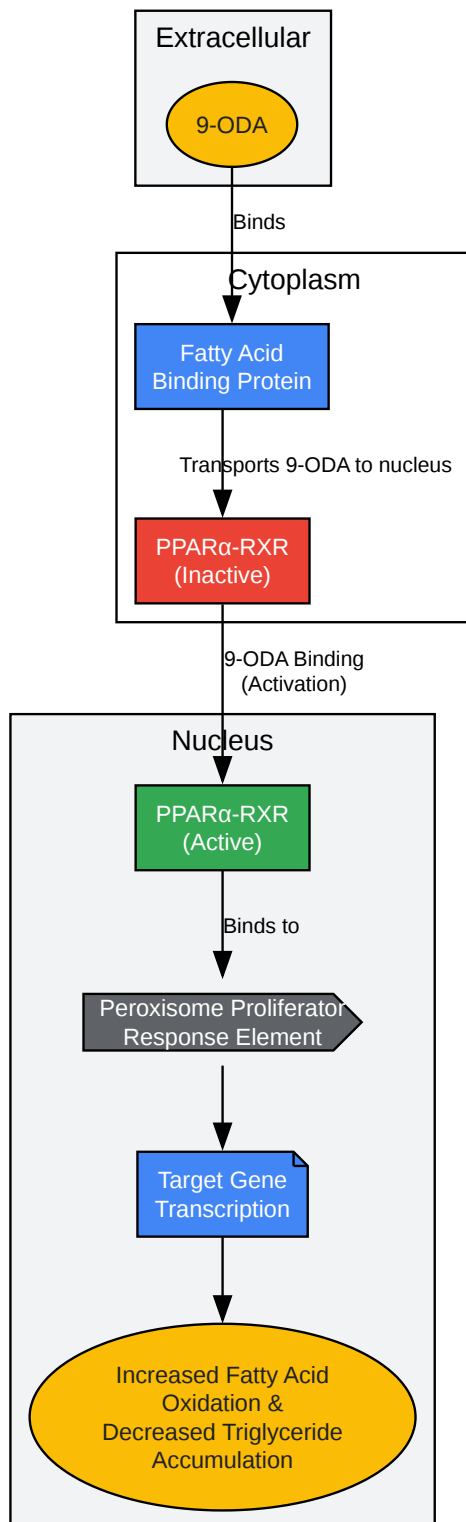 Extracellular
9-ODA
Binds
Cytoplasm
Fatty Acid
Binding Protein
Transports 9-ODA to nucleus
PPARα-RXR
(Inactive)
9-ODA Binding
(Activation)
Nucleus
PPARα-RXR
(Active)
Binds to
Peroxisome Proliferator
Response Element
Target Gene
Transcription
Increased Fatty Acid
Oxidation &
Decreased Triglyceride
Accumulation